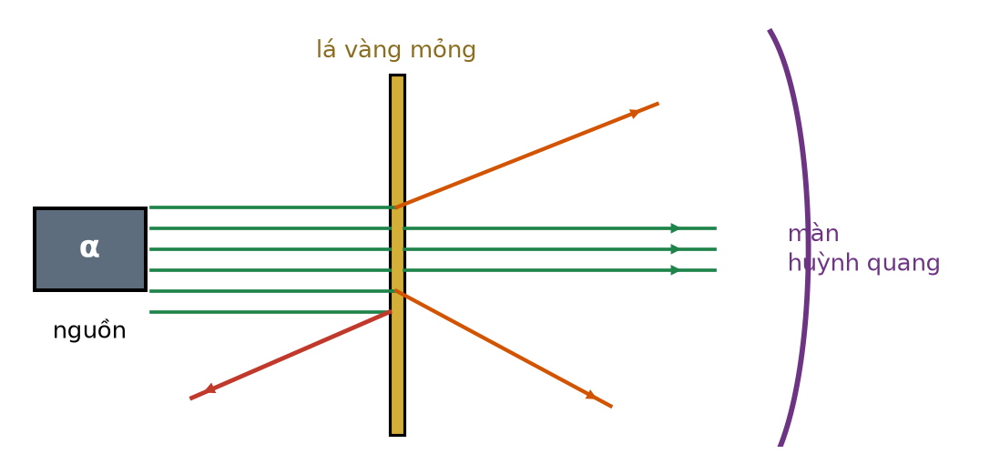 lá vàng mỏng
α
nguồn
màn
huỳnh quang